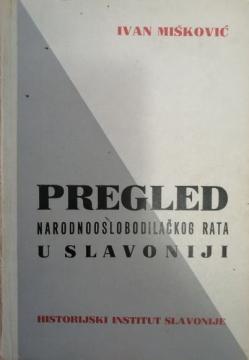 IVAN MIŠKOVIĆ
PREGLED
NARODNOOSLOBODILAČKOG RATA
U SLAVONIJI
HISTORIJSKI INSTITUT SLAVONIJE